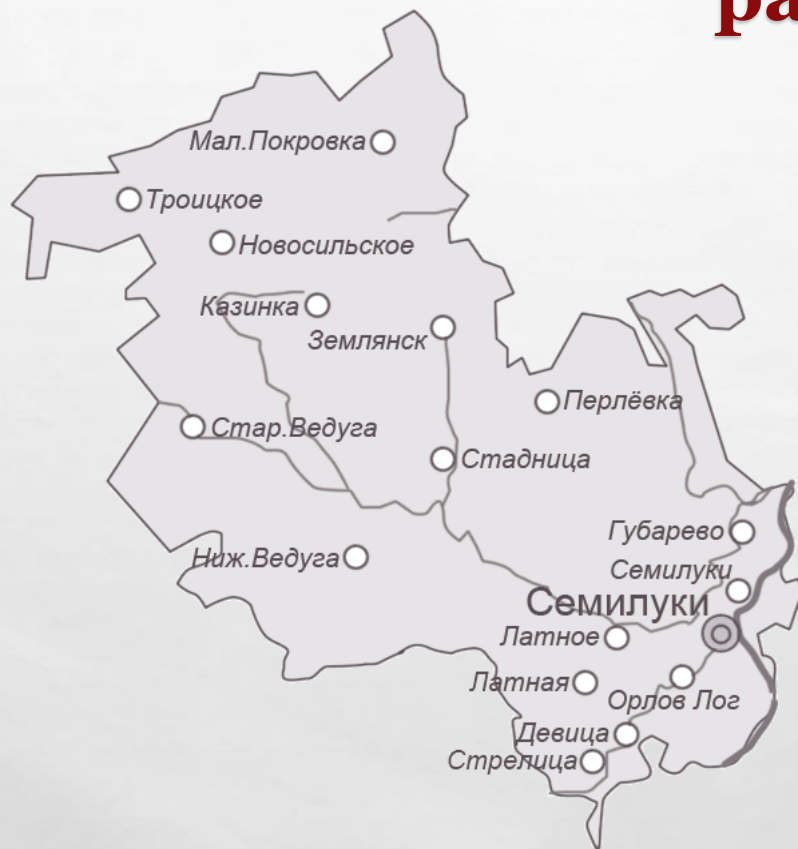 ра
Мал.Покровка
Троицкое
Новосильское
Казинка
Землянск
Перлёвка
Стар.Ведуга
Стадница
Губарево
Ниж.Ведуга
Семилуки
Семилуки
Латное
Латная
Орлов Лог
Девица
Стрелица